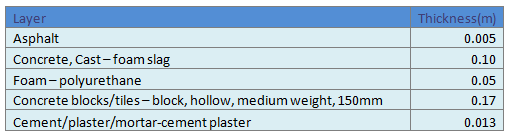 Layer Thickness(m)
Asphalt 0.005
Concrete, Cast – foam slag 0.10
Foam – polyurethane 0.05
Concrete blocks/tiles – block, hollow, medium weight, 150mm 0.17
Cement/plaster/mortar-cement plaster 0.013